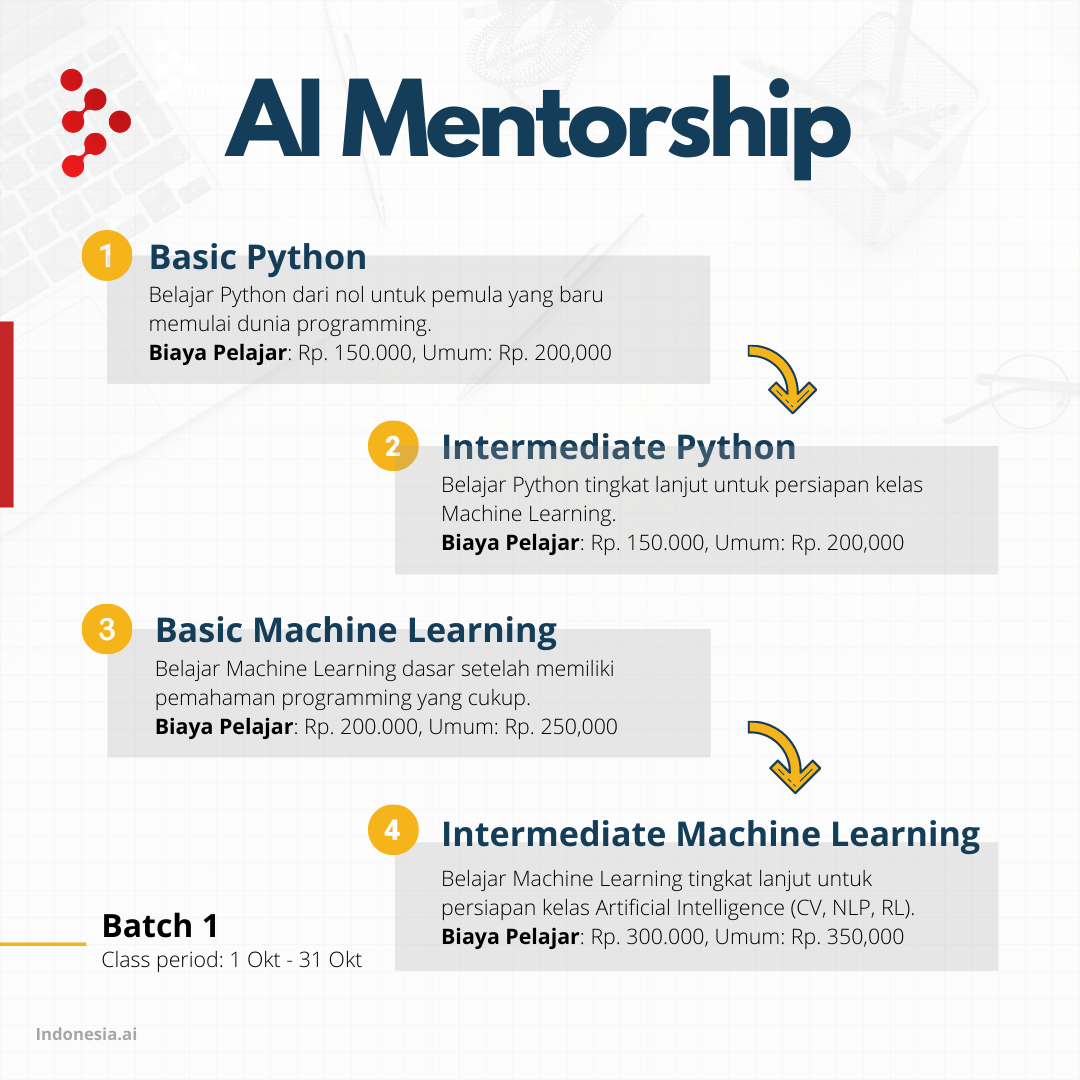 AI Mentorship
1
Basic Python
Belajar Python dari nol untuk pemula yang baru
memulai dunia programming.
Biaya Pelajar: Rp. 150.000, Umum: Rp. 200,000
2
Intermediate Python
Belajar Python tingkat lanjut untuk persiapan kelas
Machine Learning.
Biaya Pelajar: Rp. 150.000, Umum: Rp. 200,000
3
Basic Machine Learning
Belajar Machine Learning dasar setelah memiliki
pemahaman programming yang cukup.
Biaya Pelajar: Rp. 200.000, Umum: Rp. 250,000
4
Intermediate Machine Learning
Belajar Machine Learning tingkat lanjut untuk
persiapan kelas Artificial Intelligence (CV, NLP, RL).
Biaya Pelajar: Rp. 300.000, Umum: Rp. 350,000
Batch 1
Class period: 1 Okt - 31 Okt
Indonesia.ai